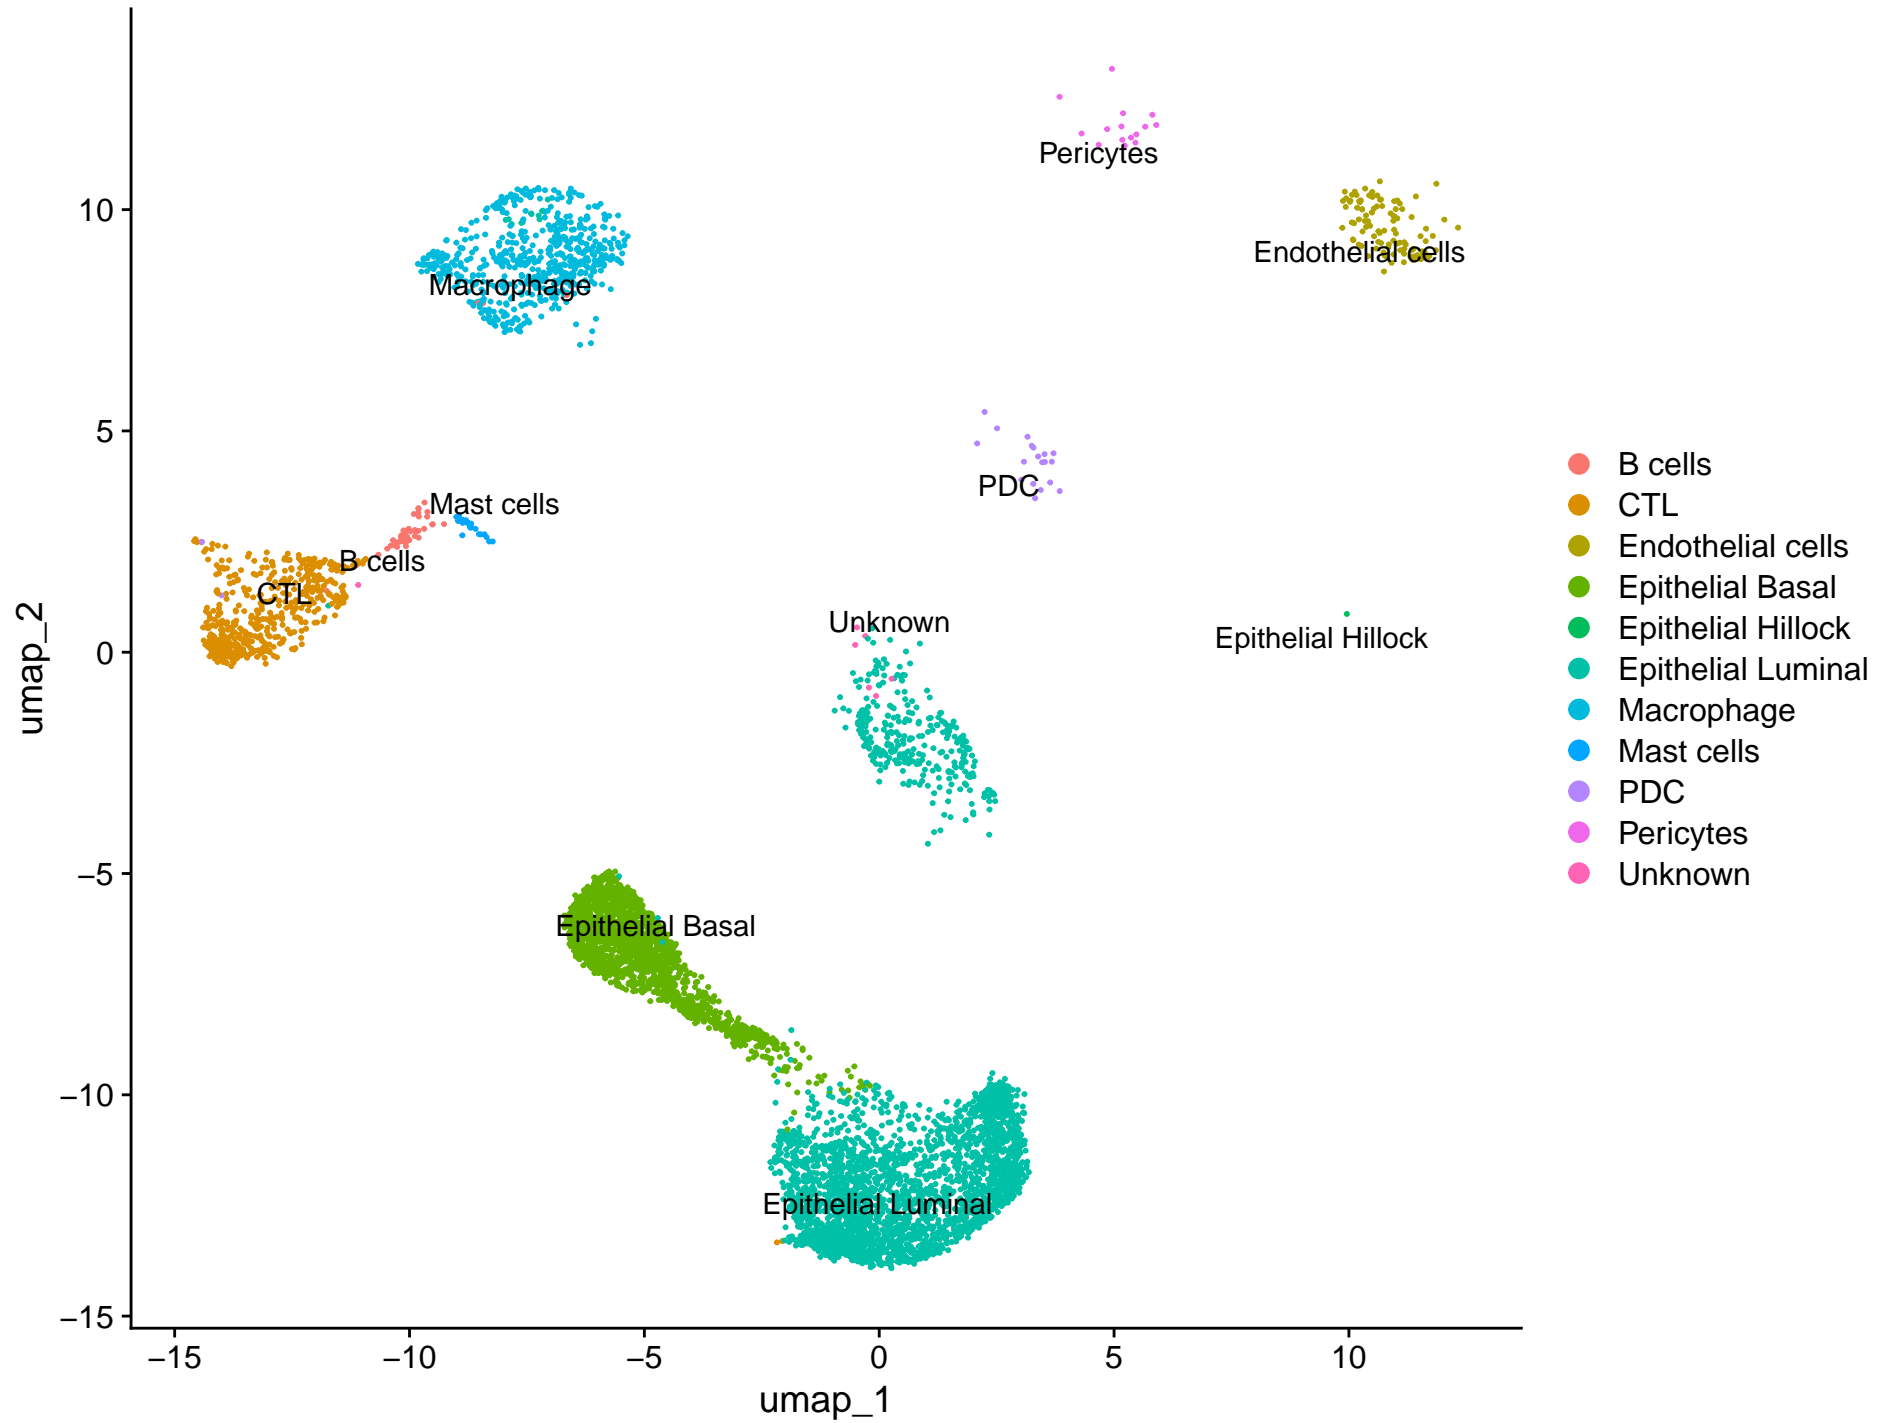 Pericytes
Endothelial cells
Macrophage
PDC
Mast cells
B cells
CTL
Unknown
Epithelial Hillock
Epithelial Basal
Epithelial Luminal
10
5
0
−5
−10
−15
umap_2
−15
−10
−5
0
5
10
umap_1
B cells
CTL
Endothelial cells
Epithelial Basal
Epithelial Hillock
Epithelial Luminal
Macrophage
Mast cells
PDC
Pericytes
Unknown